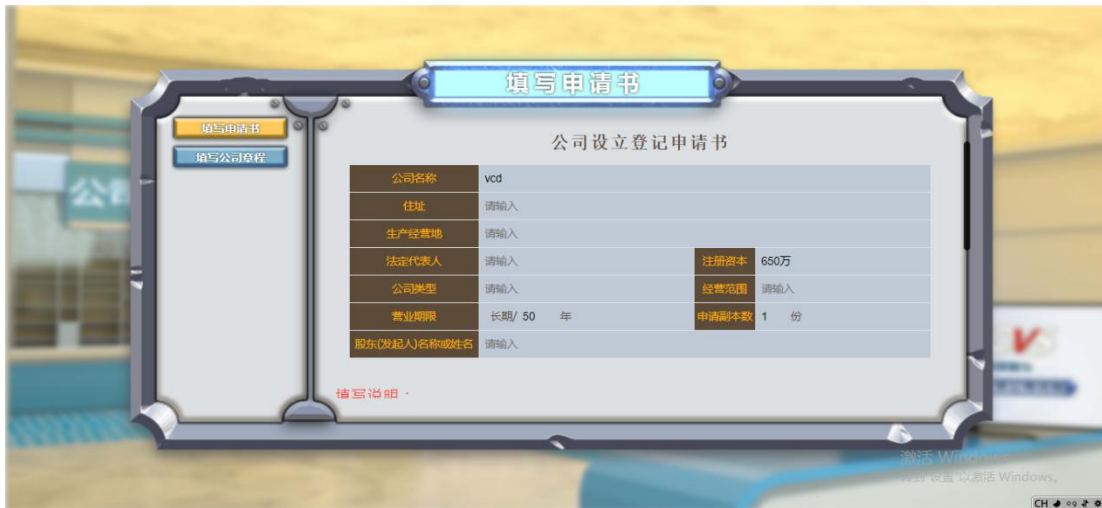 填写申请书
填写申请书
填写公司章程
公司设立登记申请书
公司名称 vcd
住址 请输入
生产经营地 请输入
法定代表人 请输入 注册资本 650万
公司类型 请输入 经营范围 请输入
营业期限 长期/ 50 年 申请副本数 1 份
股东(发起人)名称或姓名 请输入
填写说明：
公司
VS
激活 Windows
转到"设置"以激活 Windows。
CH